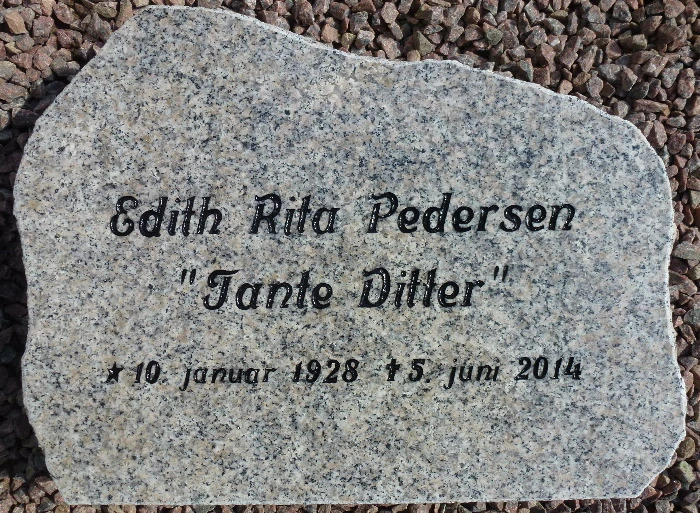 Edith Rita Pedersen
"Tante Ditter"
★ 10. januar 1928 ✝ 5. juni 2014